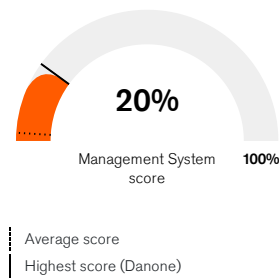 20%
Management System
score
100%
Average score
Highest score (Danone)